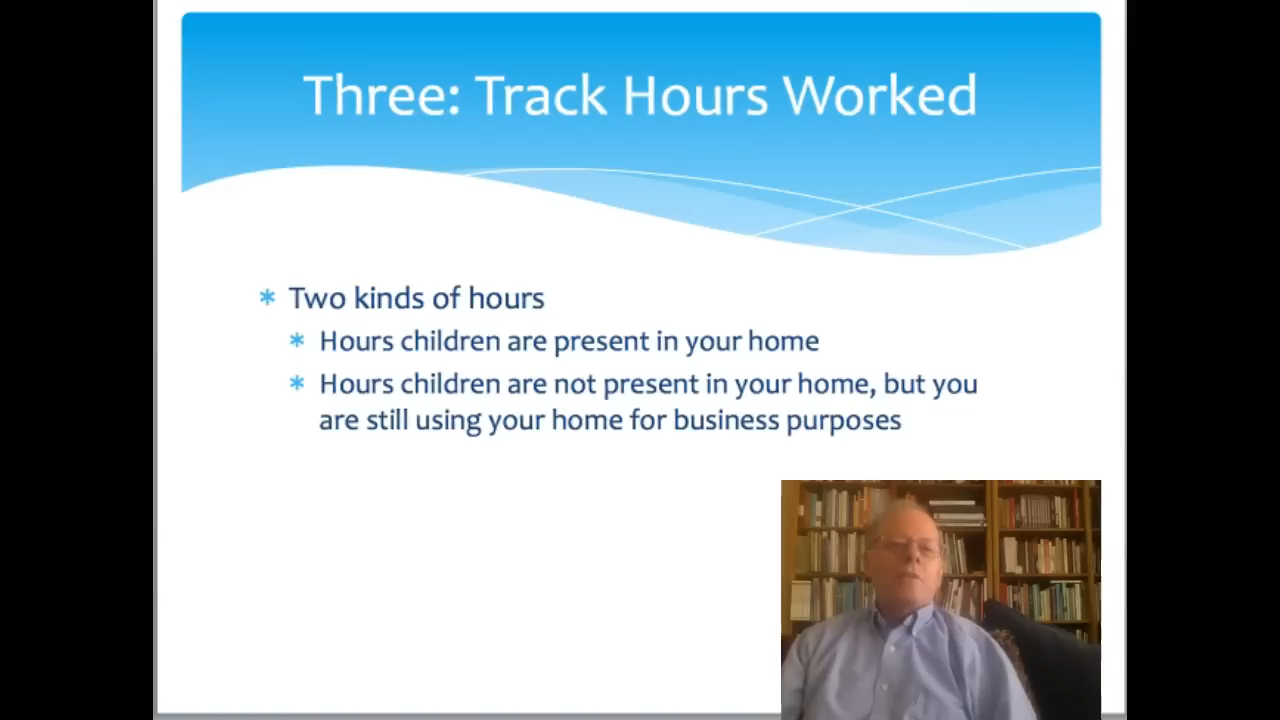 Three: Track Hours Worked
* Two kinds of hours
* Hours children are present in your home
* Hours children are not present in your home, but you
are still using your home for business purposes